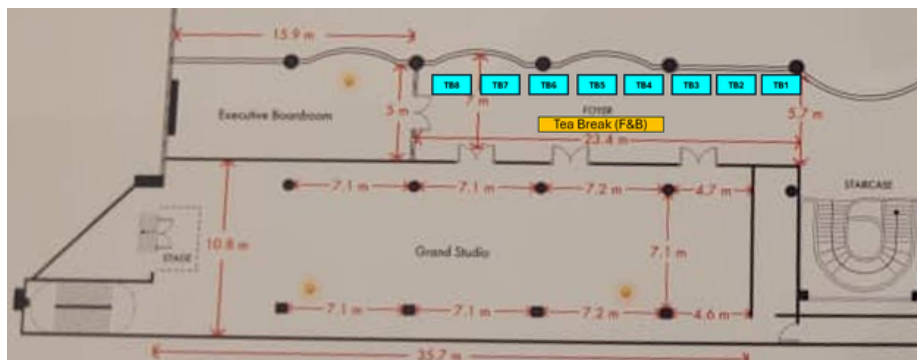 15.9 m
TB8 TB7 TB6 TB5 TB4 TB3 TB2 TB1
5 m
7 m
FOYER
5.7 m
Executive Boardroom
Tea Break (F&B)
23.4 m
7.1 m 7.1 m 7.2 m 4.7 m
STAIRCASE
10.8 m
STAGE
Grand Studio
7.1 m
7.1 m 7.1 m 7.2 m 4.6 m
35.7 m